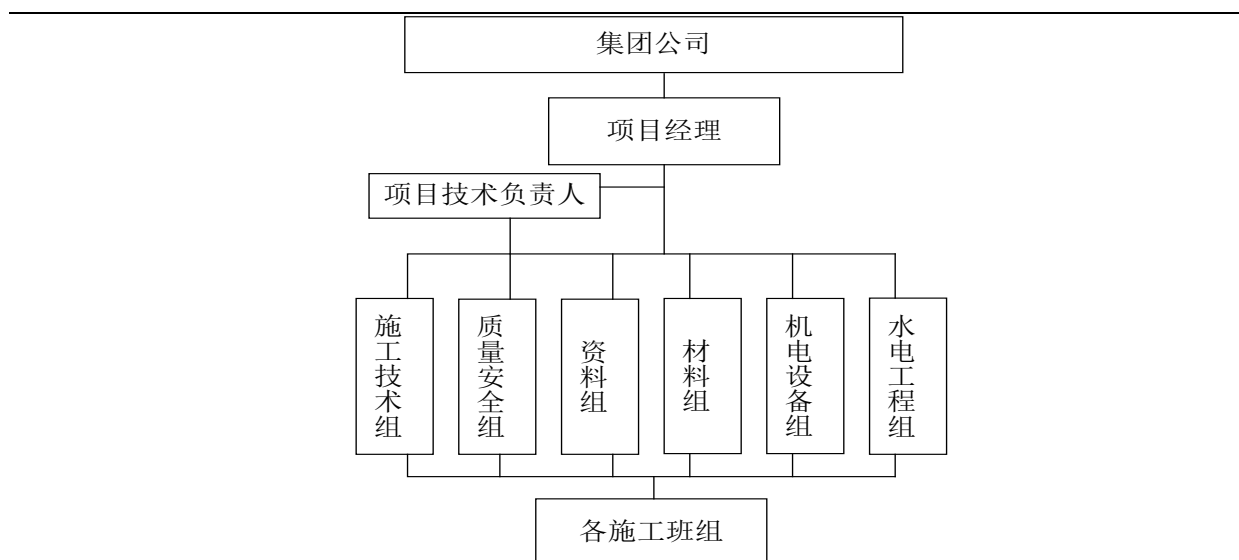 集团公司
项目经理
项目技术负责人
施工技术组
质量安全组
资料组
材料组
机电设备组
水电工程组
各施工班组